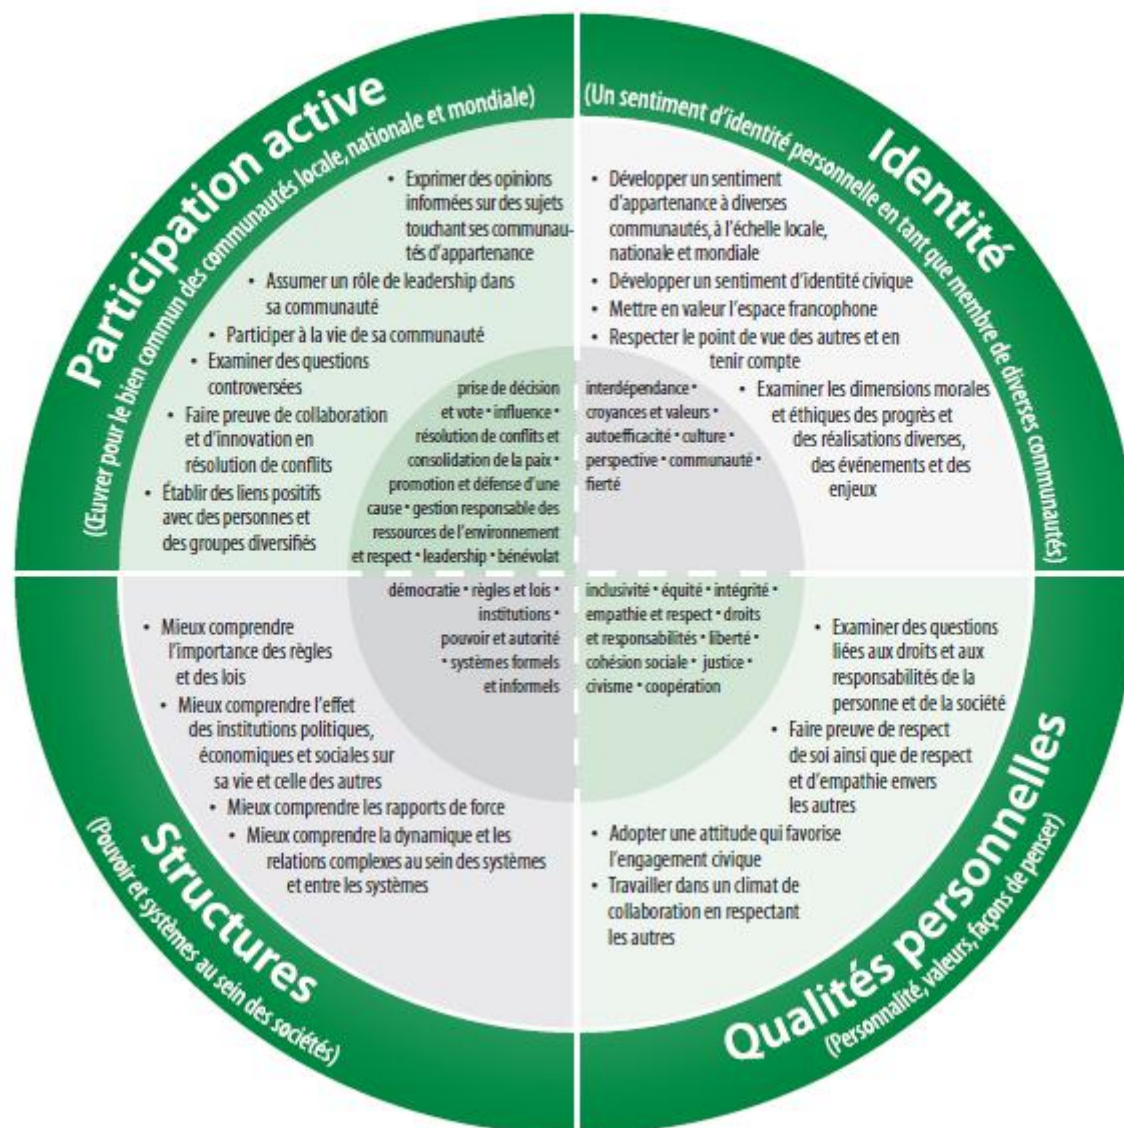 Participation active
((Œuvrer pour le bien commun des communautés locale, nationale et mondiale)
• Exprimer des opinions
informées sur des sujets
touchant ses communau-
tés d'appartenance
• Assumer un rôle de leadership dans
sa communauté
• Participer à la vie de sa communauté
• Examiner des questions
controversées
• Faire preuve de collaboration
et d'innovation en
résolution de conflits
• Établir des liens positifs
avec des personnes et
des groupes diversifiés
prise de décision
et vote • influence •
résolution de conflits et
consolidation de la paix •
promotion et défense d'une
cause • gestion responsable des
ressources de l'environnement
et respect • leadership • bénévolat
Identité
(Un sentiment d'identité personnelle en tant que membre de diverses communautés)
• Développer un sentiment
d'appartenance à diverses
communautés, à l'échelle locale,
nationale et mondiale
• Développer un sentiment d'identité civique
• Mettre en valeur l'espace francophone
• Respecter le point de vue des autres et en
tenir compte
• Examiner les dimensions morales
et éthiques des progrès et
des réalisations diverses,
des événements et des
enjeux
interdépendance •
croyances et valeurs •
autoefficacité • culture •
perspective • communauté •
fierté
Structures
(Pouvoir et systèmes au sein des sociétés)
• Mieux comprendre
l'importance des règles
et des lois
• Mieux comprendre l'effet
des institutions politiques,
économiques et sociales sur
sa vie et celle des autres
• Mieux comprendre les rapports de force
• Mieux comprendre la dynamique et les
relations complexes au sein des systèmes
et entre les systèmes
démocratie • règles et lois •
institutions •
pouvoir et autorité
• systèmes formels
et informels
Qualités personnelles
(Personnalité, valeurs, façons de penser)
inclusivité • équité • intégrité •
empathie et respect • droits
et responsabilités • liberté •
cohésion sociale • justice •
civisme • coopération
• Examiner des questions
liées aux droits et aux
responsabilités de la
personne et de la société
• Faire preuve de respect
de soi ainsi que de respect
et d'empathie envers
les autres
• Adopter une attitude qui favorise
l'engagement civique
• Travailler dans un climat de
collaboration en respectant
les autres